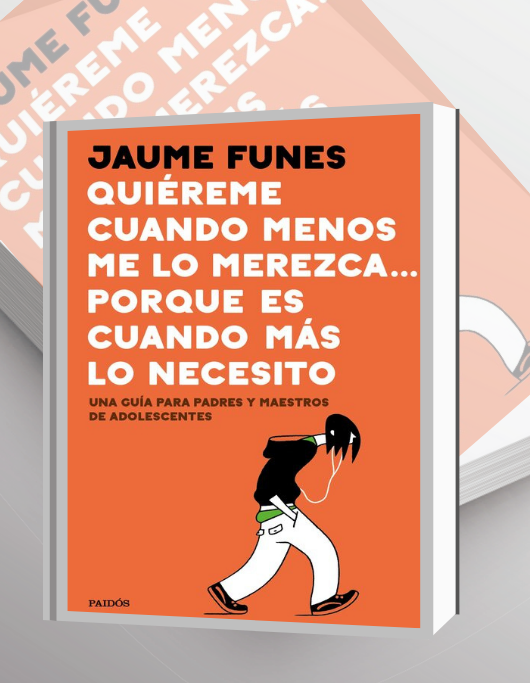 JAUME FUNES
QUIÉREME
CUANDO MENOS
ME LO MEREZCA...
PORQUE ES
CUANDO MÁS
LO NECESITO
UNA GUÍA PARA PADRES Y MAESTROS
DE ADOLESCENTES
PAIDÓS